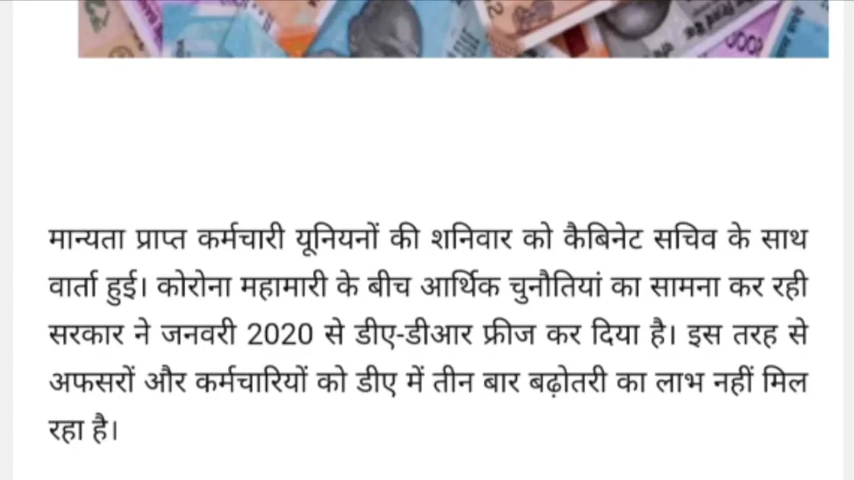 मान्यता प्राप्त कर्मचारी यूनियनों की शनिवार को कैबिनेट सचिव के साथ
वार्ता हुई। कोरोना महामारी के बीच आर्थिक चुनौतियां का सामना कर रही
सरकार ने जनवरी 2020 से डीए-डीआर फ्रीज कर दिया है। इस तरह से
अफसरों और कर्मचारियों को डीए में तीन बार बढ़ोतरी का लाभ नहीं मिल
रहा है।